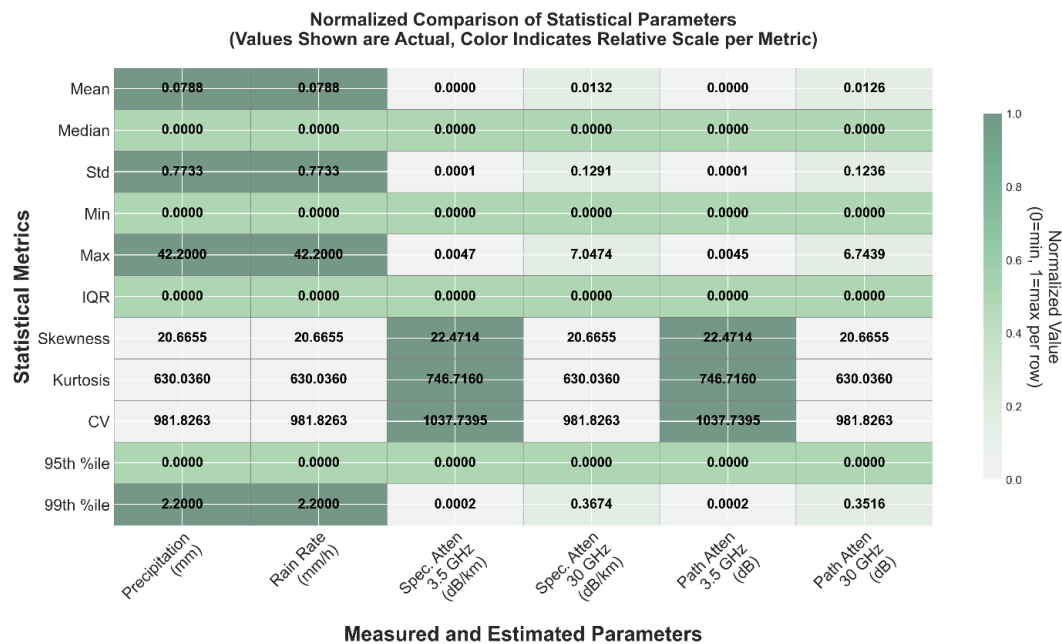 Normalized Comparison of Statistical Parameters
(Values Shown are Actual, Color Indicates Relative Scale per Metric)
Statistical Metrics
Mean 0.0788 0.0788 0.0000 0.0132 0.0000 0.0126
Median 0.0000 0.0000 0.0000 0.0000 0.0000 0.0000
Std 0.7733 0.7733 0.0001 0.1291 0.0001 0.1236
Min 0.0000 0.0000 0.0000 0.0000 0.0000 0.0000
Max 42.2000 42.2000 0.0047 7.0474 0.0045 6.7439
IQR 0.0000 0.0000 0.0000 0.0000 0.0000 0.0000
Skewness 20.6655 20.6655 22.4714 20.6655 22.4714 20.6655
Kurtosis 630.0360 630.0360 746.7160 630.0360 746.7160 630.0360
CV 981.8263 981.8263 1037.7395 981.8263 1037.7395 981.8263
95th %ile 0.0000 0.0000 0.0000 0.0000 0.0000 0.0000
99th %ile 2.2000 2.2000 0.0002 0.3674 0.0002 0.3516
Precipitation
(mm)
Rain Rate
(mm/h)
Spec. Atten
3.5 GHz
(dB/km)
Spec. Atten
30 GHz
(dB/km)
Path Atten
3.5 GHz
(dB)
Path Atten
30 GHz
(dB)
Measured and Estimated Parameters
1.0
0.8
0.6
0.4
0.2
0.0
Normalized Value
(0=min, 1=max per row)